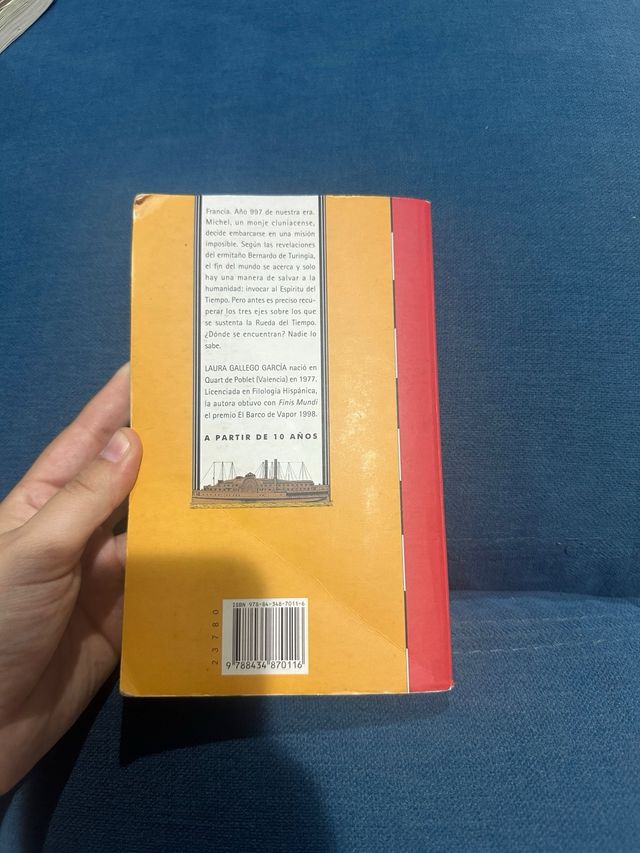 Francia. Año 997 de nuestra era.
Michel, un monje cluniacense,
decide embarcarse en una misión
imposible. Según las revelaciones
del ermitaño Bernardo de Turingia,
el fin del mundo se acerca y solo
hay una manera de salvar a la
humanidad: invocar al Espíritu del
Tiempo. Pero antes es preciso recu-
perar los tres ejes sobre los que
se sustenta la Rueda del Tiempo.
¿Dónde se encuentran? Nadie lo
sabe.
LAURA GALLEGO GARCÍA nació en
Quart de Poblet (Valencia) en 1977.
Licenciada en Filología Hispánica,
la autora obtuvo con Finis Mundi
el premio El Barco de Vapor 1998.
A PARTIR DE 10 AÑOS
ISBN 978-84-348-7011-6
9 788434 870116
23780